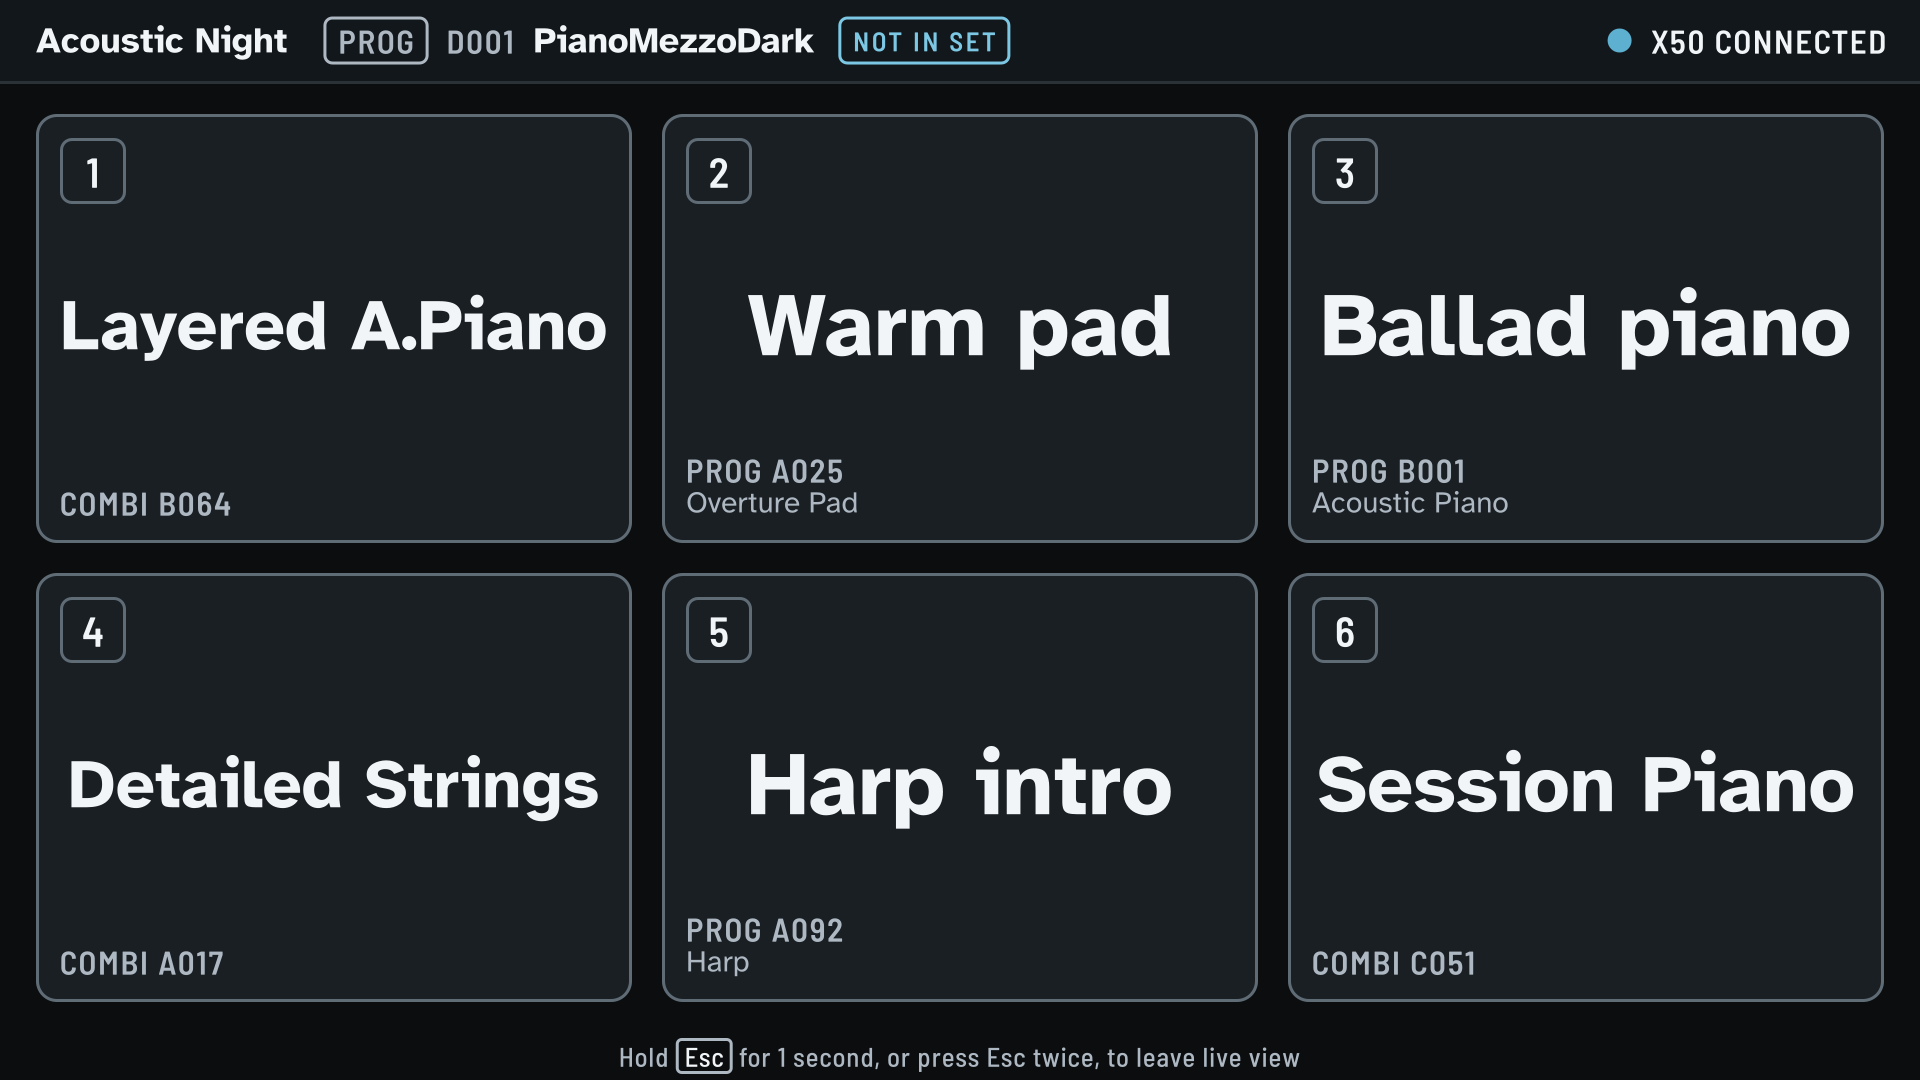 Acoustic Night PROG D001 PianoMezzoDark NOT IN SET X50 CONNECTED
1
Layered A.Piano
COMBI B064
2
Warm pad
PROG A025
Overture Pad
3
Ballad piano
PROG B001
Acoustic Piano
4
Detailed Strings
COMBI A017
5
Harp intro
PROG A092
Harp
6
Session Piano
COMBI C051
Hold Esc for 1 second, or press Esc twice, to leave live view